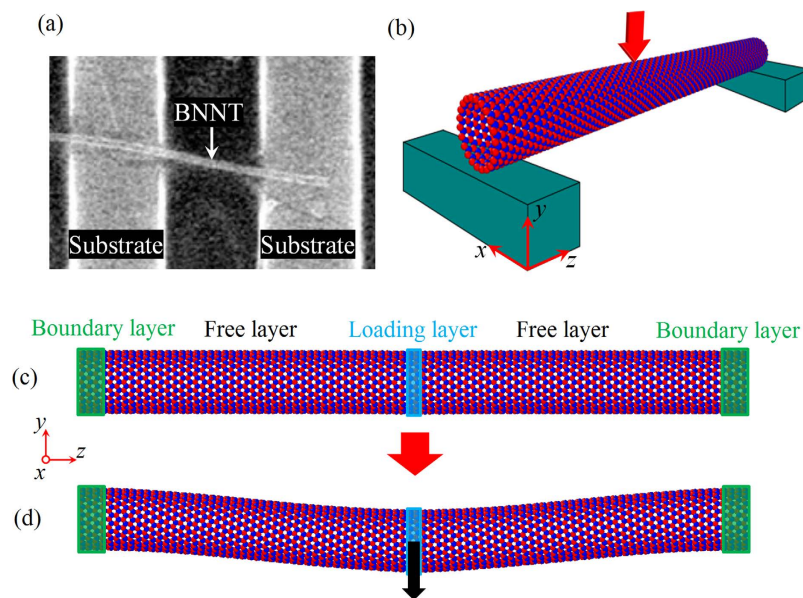 (a)
BNNT
Substrate
Substrate
(b)
y
x
z
Boundary layer
Free layer
Loading layer
Free layer
Boundary layer
(c)
y
z
x
(d)